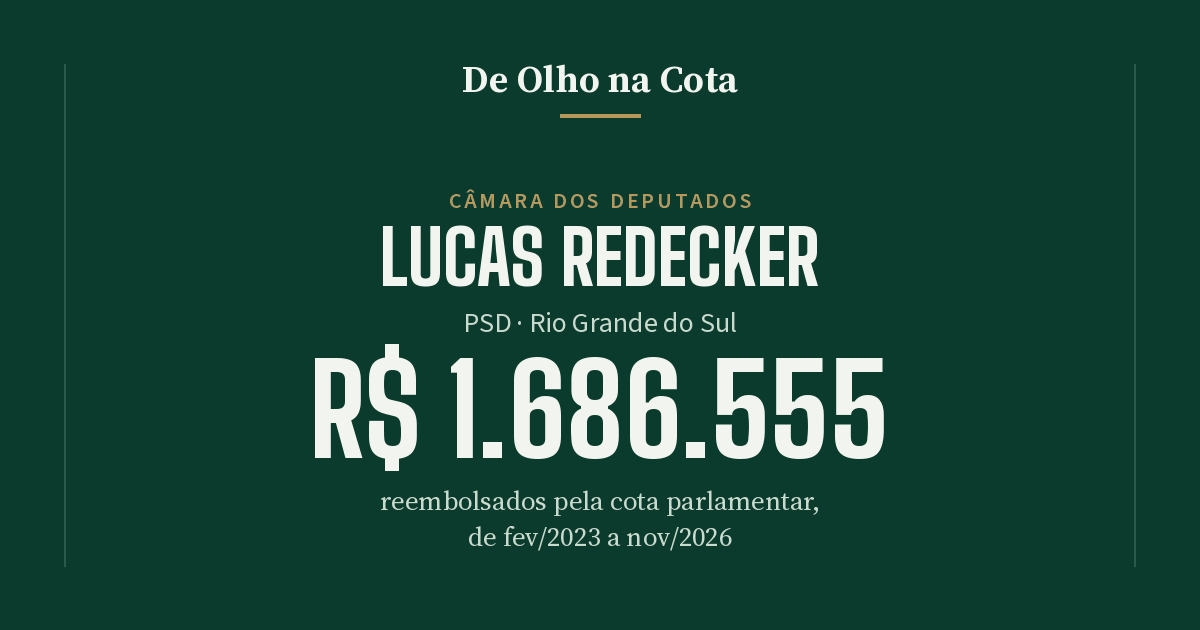 De Olho na Cota
CÂMARA DOS DEPUTADOS
LUCAS REDECKER
PSD · Rio Grande do Sul
R$ 1.686.555
reembolsados pela cota parlamentar,
de fev/2023 a nov/2026